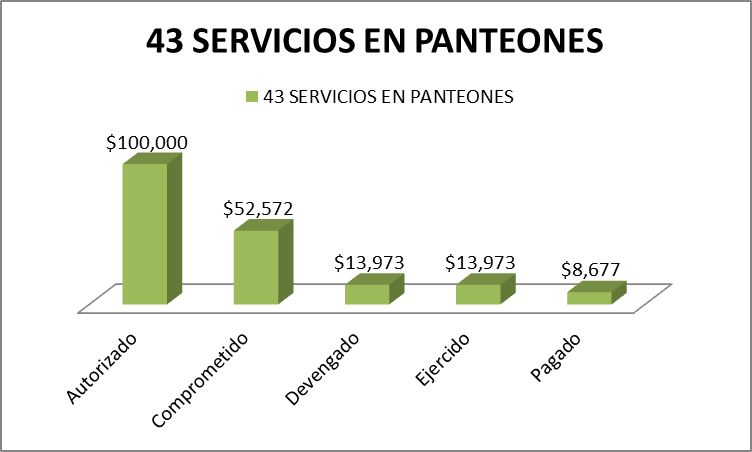 43 SERVICIOS EN PANTEONES
43 SERVICIOS EN PANTEONES
$100,000
$52,572
$13,973
$13,973
$8,677
Autorizado
Comprometido
Devengado
Ejercido
Pagado